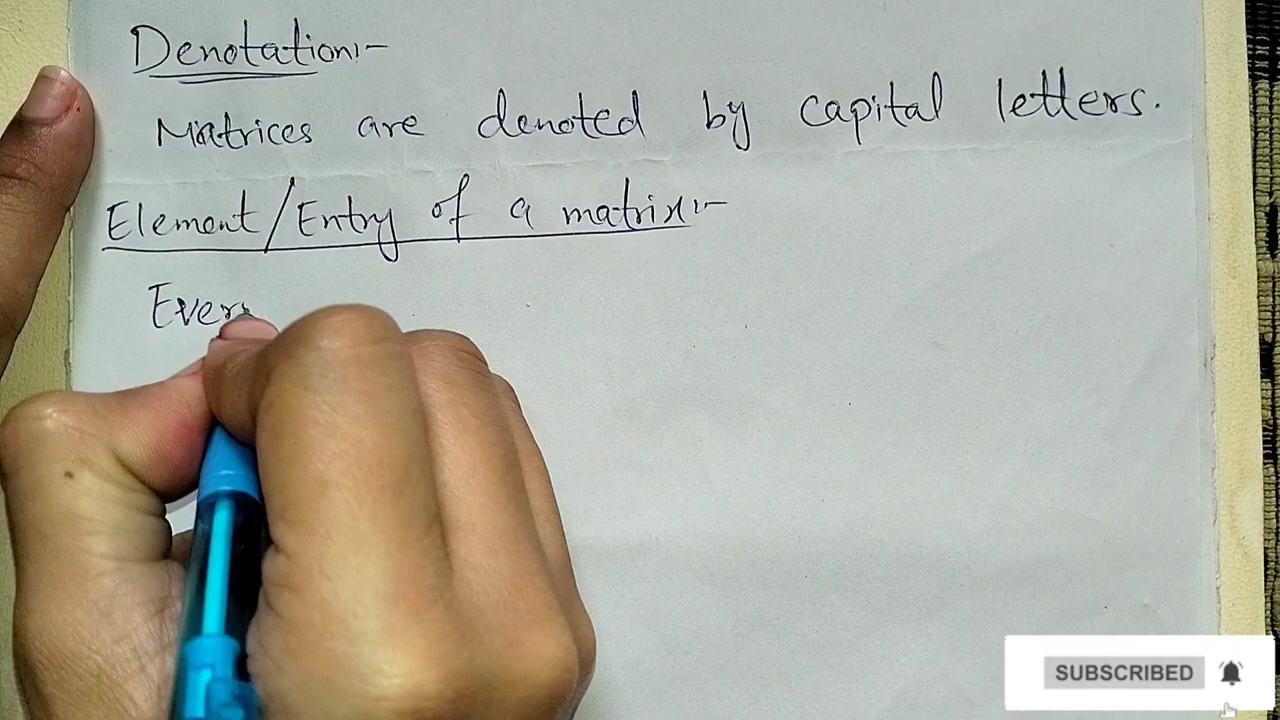 Denotation:-
Matrices are denoted by capital letters.
Element/Entry of a matrix:-
Every
SUBSCRIBED